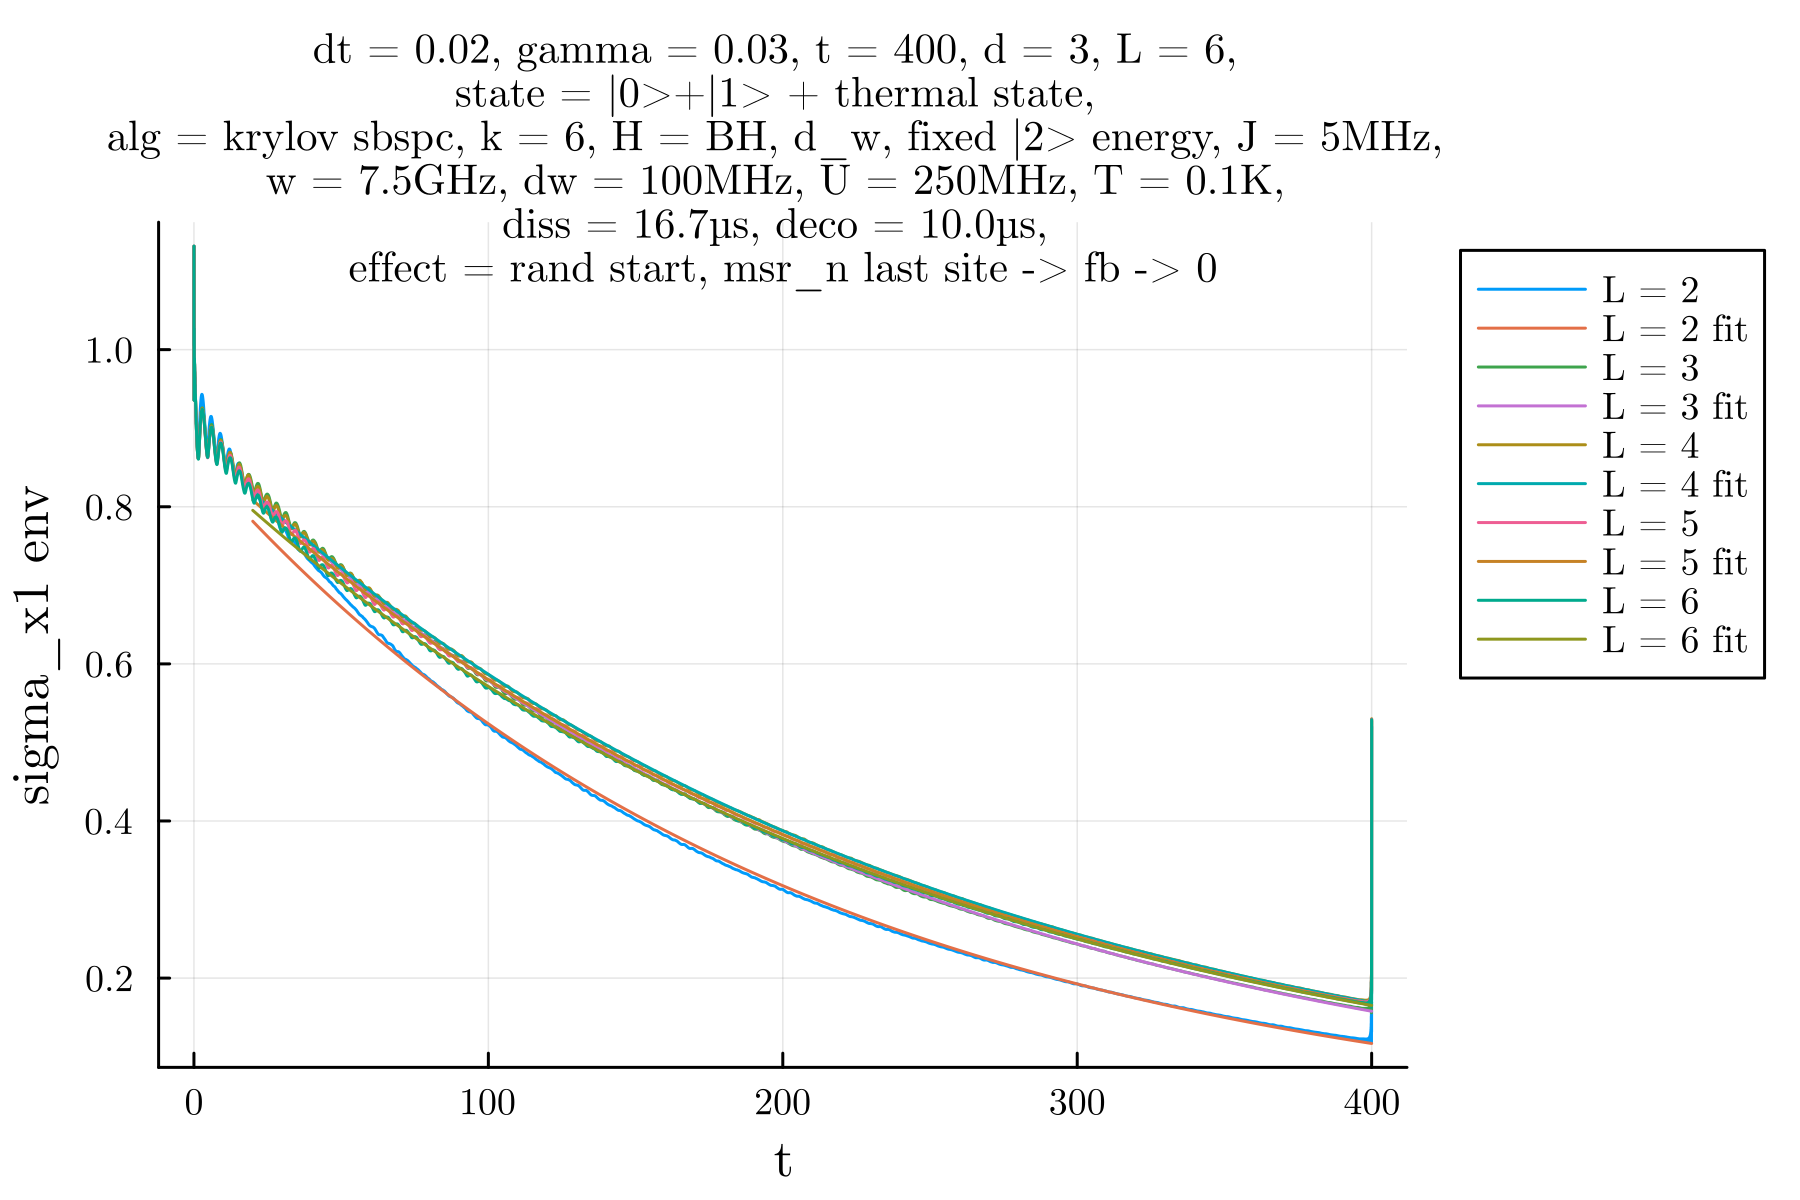 dt = 0.02, gamma = 0.03, t = 400, d = 3, L = 6,
state = |0>+|1> + thermal state,
alg = krylov sbspc, k = 6, H = BH, d_w, fixed |2> energy, J = 5MHz,
w = 7.5GHz, dw = 100MHz, U = 250MHz, T = 0.1K,
diss = 16.7µs, deco = 10.0µs,
effect = rand start, msr_n last site -> fb -> 0
sigma_x1 env
1.0
0.8
0.6
0.4
0.2
0
100
200
300
400
t
L = 2
L = 2 fit
L = 3
L = 3 fit
L = 4
L = 4 fit
L = 5
L = 5 fit
L = 6
L = 6 fit